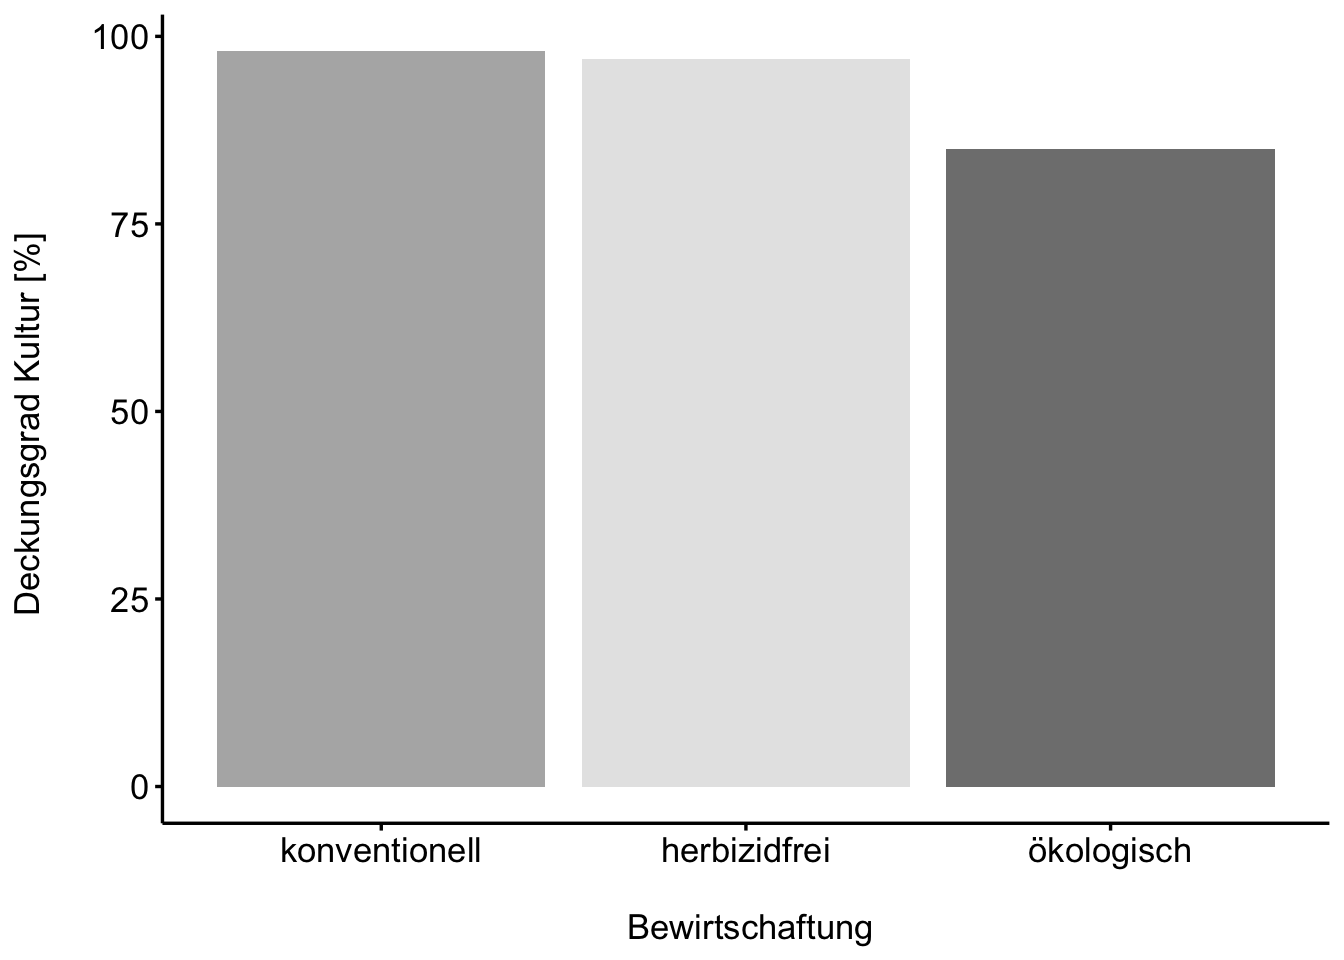 100
75
50
25
0
Deckungsgrad Kultur [%]
konventionell herbizidfrei ökologisch
Bewirtschaftung